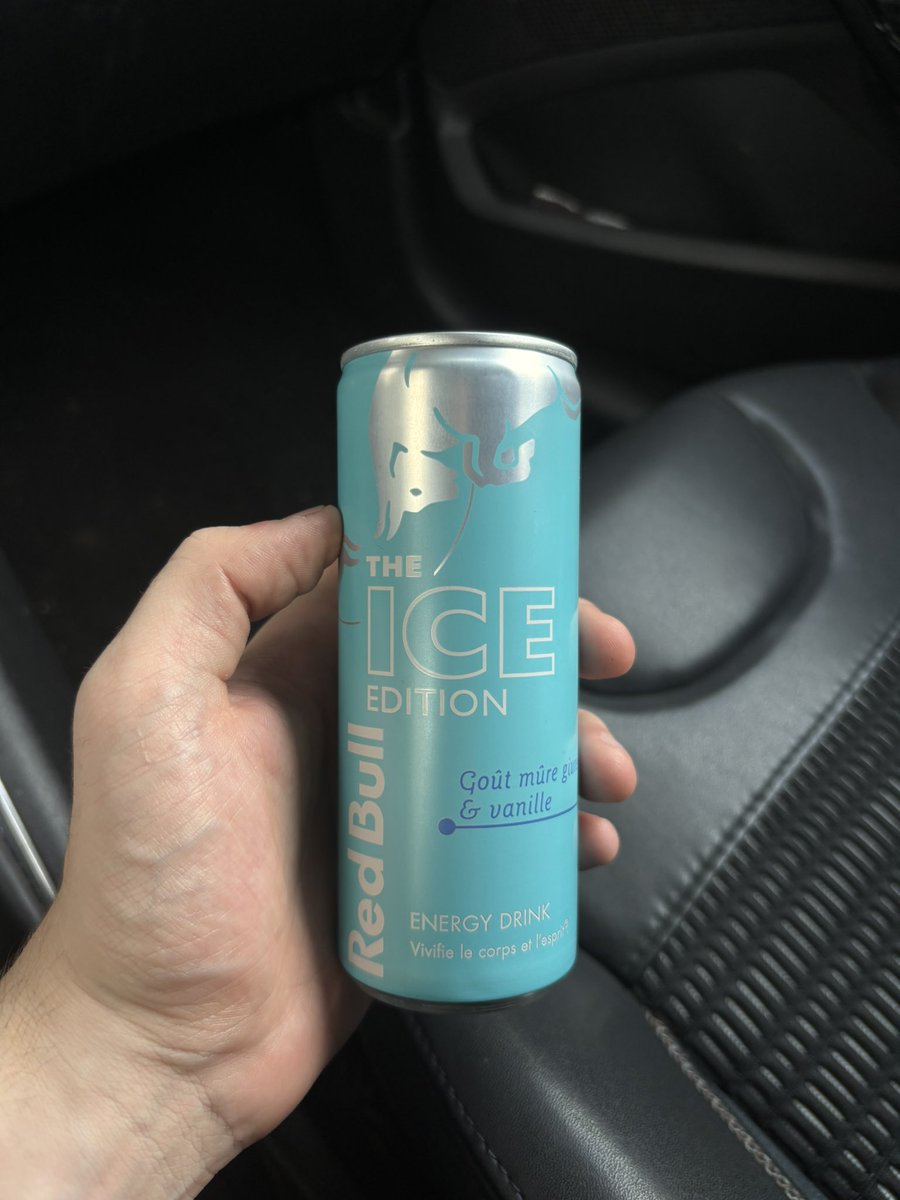 THE
ICE
EDITION
Red Bull
Goût mûre
& vanille
ENERGY DRINK
Vivifie le corps et l'esprit®